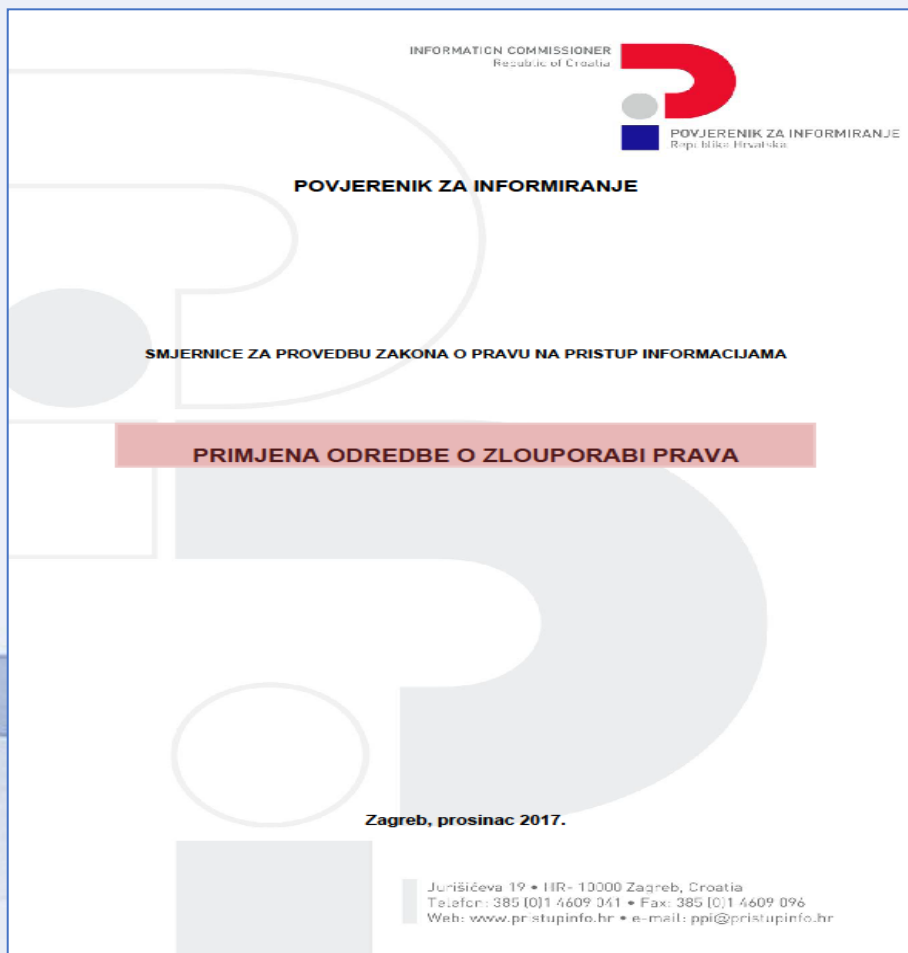 INFORMATION COMMISSIONER
Republic of Croatia
POVJERENIK ZA INFORMIRANJE
Republika Hrvatska
POVJERENIK ZA INFORMIRANJE
SMJERNICE ZA PROVEDBU ZAKONA O PRAVU NA PRISTUP INFORMACIJAMA
PRIMJENA ODREDBE O ZLOUPORABI PRAVA
Zagreb, prosinac 2017.
Jurišićeva 19 • HR- 10000 Zagreb, Croatia
Telefon: 385 (0)1 4609 041 • Fax: 385 (0)1 4609 096
Web: www.pristupinfo.hr • e-mail: ppi@pristupinfo.hr